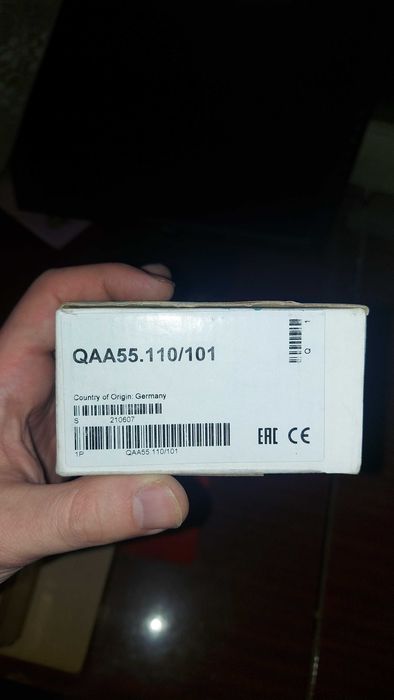 QAA55.110/101
1
Q
Country of Origin: Germany
S 210607
1P QAA55.110/101
EAC CE